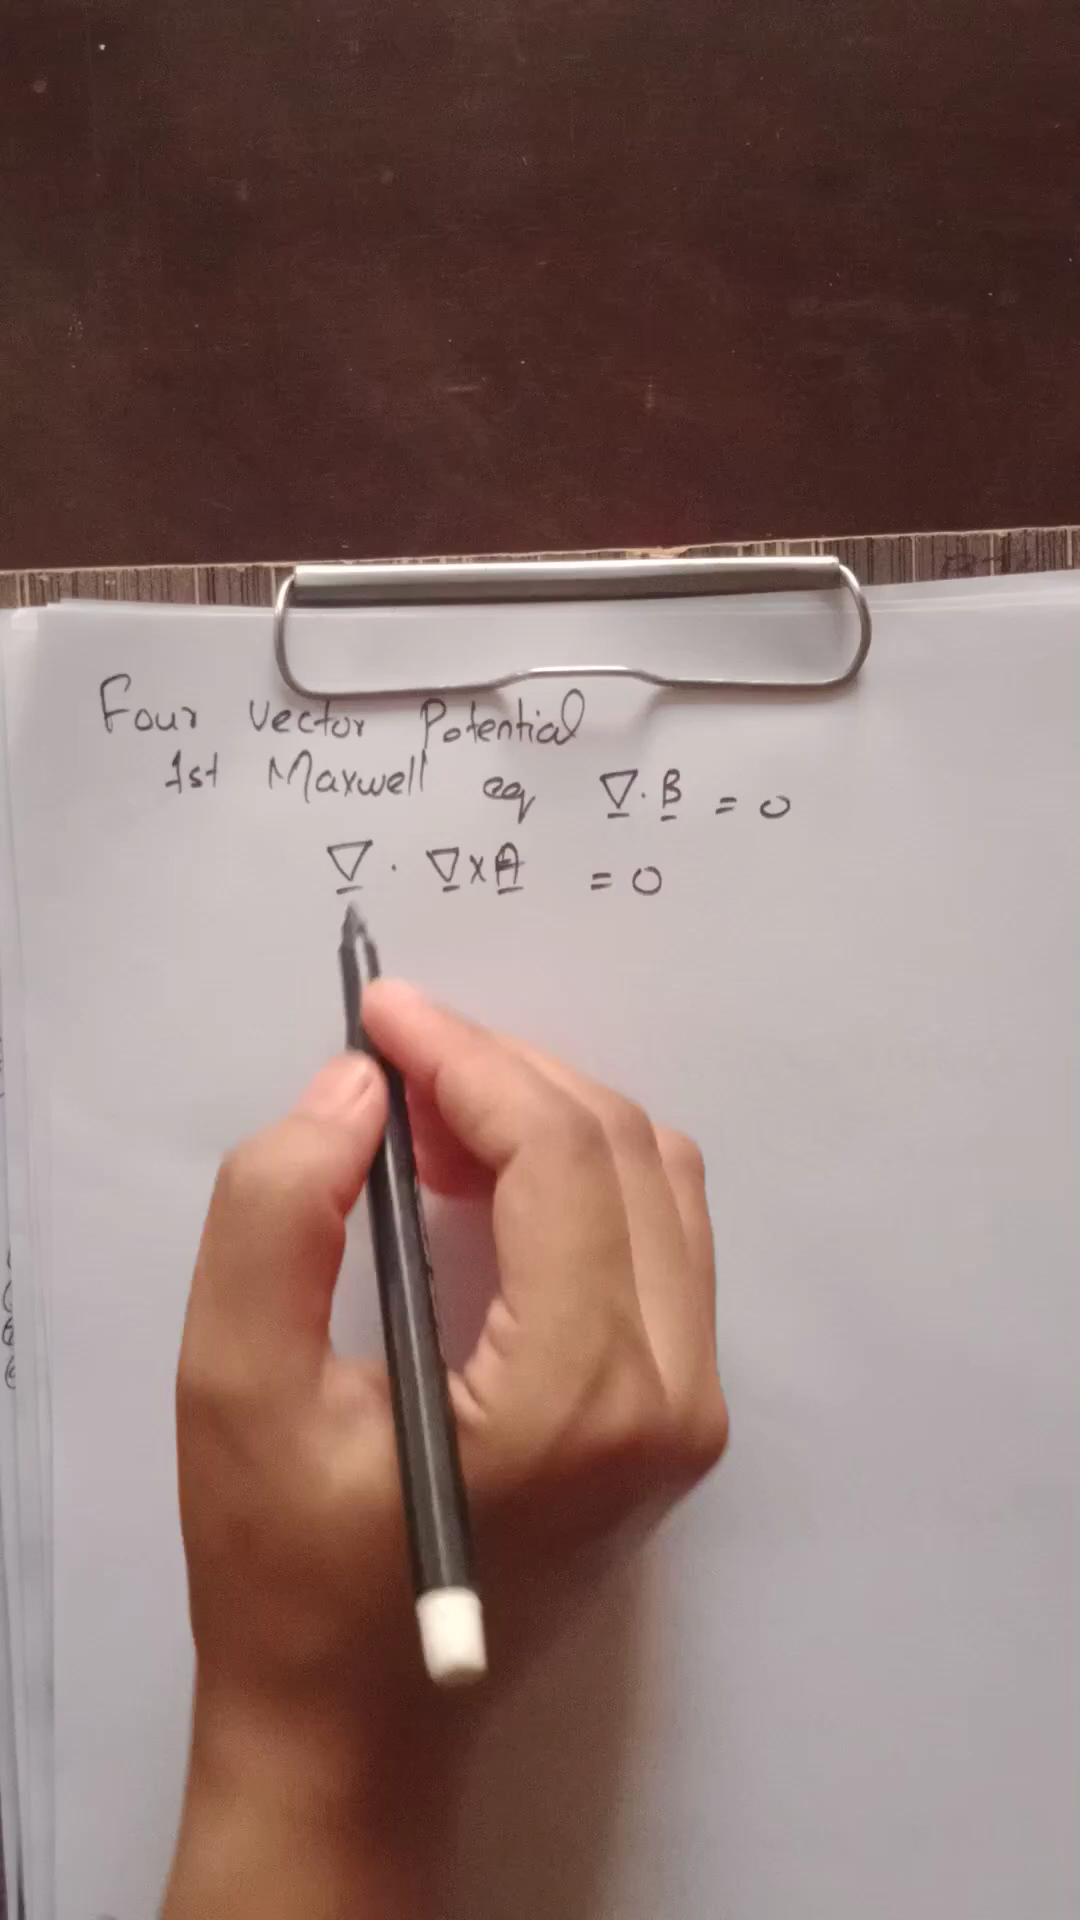 Four Vector Potential
1st Maxwell eq ∇·B = 0
∇ · ∇×A = 0